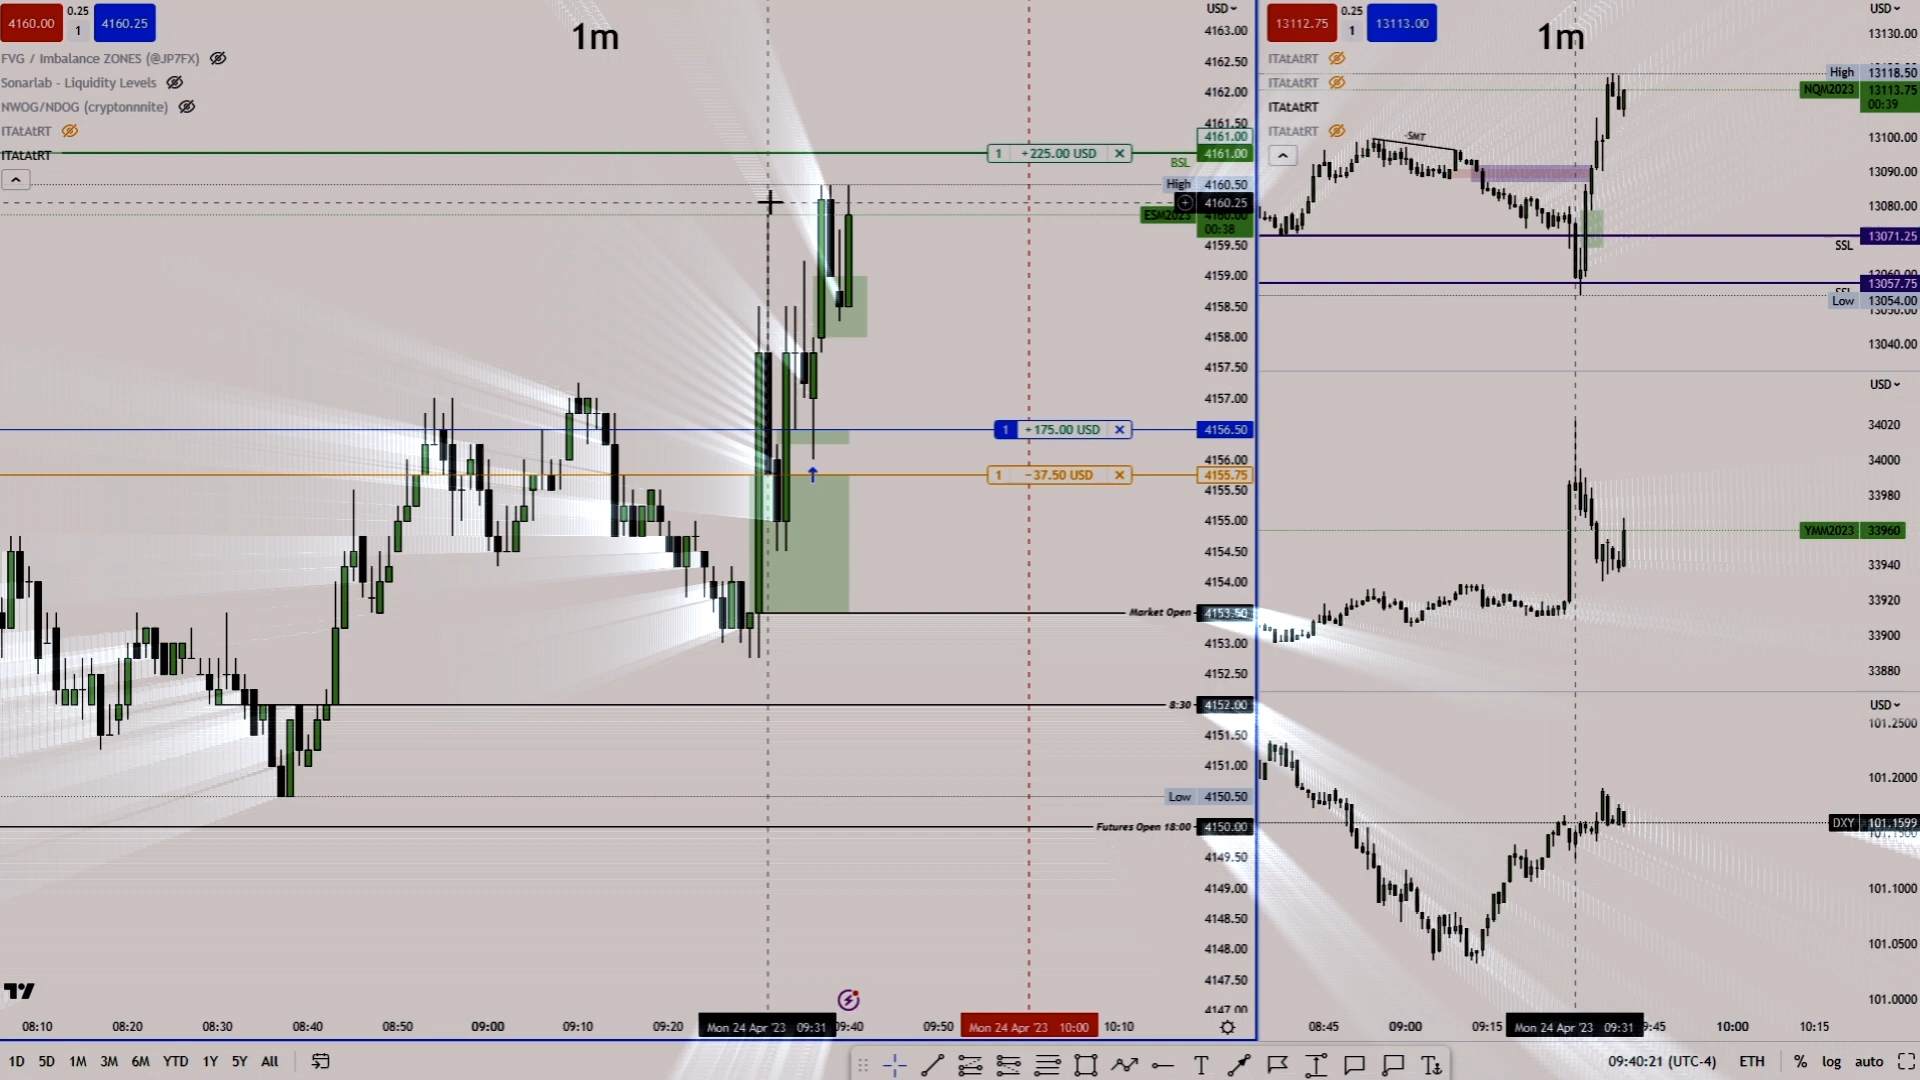 4160.00
0.25
1
4160.25
1m
FVG / Imbalance ZONES (@JP7FX)
Sonarlab - Liquidity Levels
NWOG/NDOG (cryptonnnite)
ITAtAtRT
ITAtAtRT
USD
4163.00
4162.50
4162.00
4161.50
4161.00
1 +225.00 USD
BSL
4161.00
High 4160.50
4160.25
ESM2023
00:38
4159.50
4159.00
4158.50
4158.00
4157.50
4157.00
1 +175.00 USD
4156.50
4156.00
1 −37.50 USD
4155.75
4155.50
4155.00
4154.50
4154.00
Market Open 4153.50
4153.00
4152.50
8:30 4152.00
4151.50
4151.00
Low 4150.50
Futures Open 18:00 4150.00
4149.50
4149.00
4148.50
4148.00
4147.50
4147.00
08:10
08:20
08:30
08:40
08:50
09:00
09:10
09:20
Mon 24 Apr '23 09:31
09:40
09:50
Mon 24 Apr '23 10:00
10:10
13112.75
0.25
1
13113.00
1m
ITAtAtRT
ITAtAtRT
ITAtAtRT
ITAtAtRT
-SMT
USD
13130.00
High 13118.50
NQM2023 13113.75
00:39
13100.00
13090.00
13080.00
13071.25
SSL
13057.75
Low 13054.00
13040.00
USD
34020
34000
33980
YMM2023 33960
33940
33920
33900
33880
USD
101.2500
101.2000
DXY 101.1599
101.1000
101.0500
101.0000
08:45
09:00
09:15
Mon 24 Apr '23 09:31
9:45
10:00
10:15
1D 5D 1M 3M 6M YTD 1Y 5Y All
09:40:21 (UTC-4) ETH % log auto